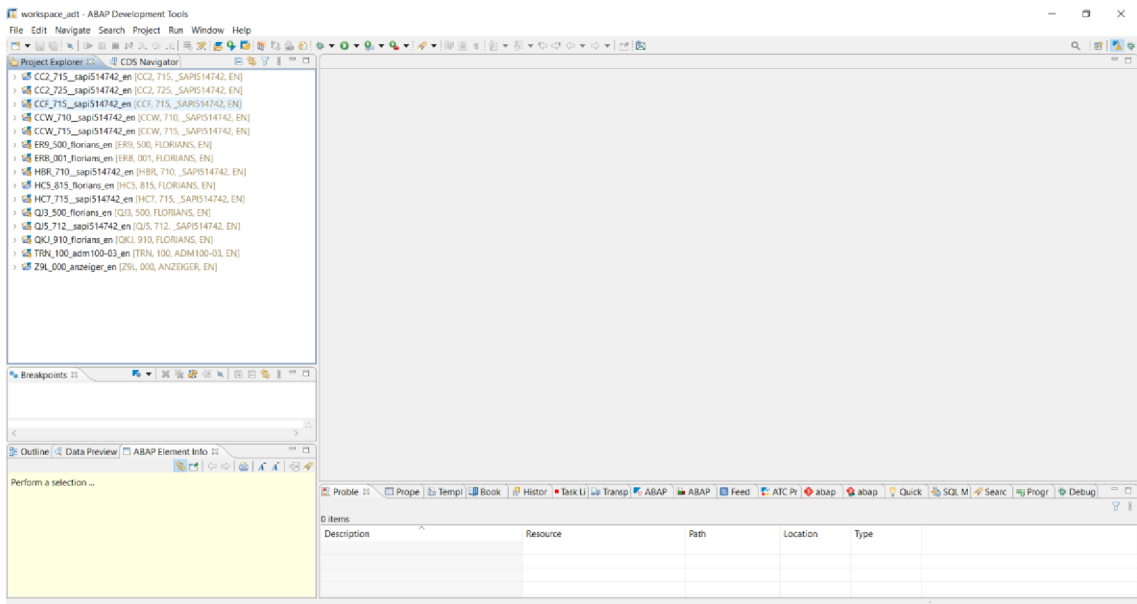 workspace_adt - ABAP Development Tools
File Edit Navigate Search Project Run Window Help
Project Explorer CDS Navigator
CC2_715__sapi514742_en [CC2, 715, _SAPI514742, EN]
CC2_725__sapi514742_en [CC2, 725, _SAPI514742, EN]
CCF_715__sapi514742_en [CCF, 715, _SAPI514742, EN]
CCW_710__sapi514742_en [CCW, 710, _SAPI514742, EN]
CCW_715__sapi514742_en [CCW, 715, _SAPI514742, EN]
ER9_500_florians_en [ER9, 500, FLORIANS, EN]
ERB_001_florians_en [ERB, 001, FLORIANS, EN]
HBR_710__sapi514742_en [HBR, 710, _SAPI514742, EN]
HC5_815_florians_en [HC5, 815, FLORIANS, EN]
HC7_715__sapi514742_en [HC7, 715, _SAPI514742, EN]
QJ3_500_florians_en [QJ3, 500, FLORIANS, EN]
QJ5_712__sapi514742_en [QJ5, 712, _SAPI514742, EN]
QKJ_910_florians_en [QKJ, 910, FLORIANS, EN]
TRN_100_adm100-03_en [TRN, 100, ADM100-03, EN]
Z9L_000_anzeiger_en [Z9L, 000, ANZEIGER, EN]
Breakpoints
Outline Data Preview ABAP Element Info
Perform a selection ...
Proble Prope Templ Book Histor Task Li Transp ABAP ABAP Feed ATC Pr abap abap Quick SQL M Searc Progr Debug
0 items
Description Resource Path Location Type